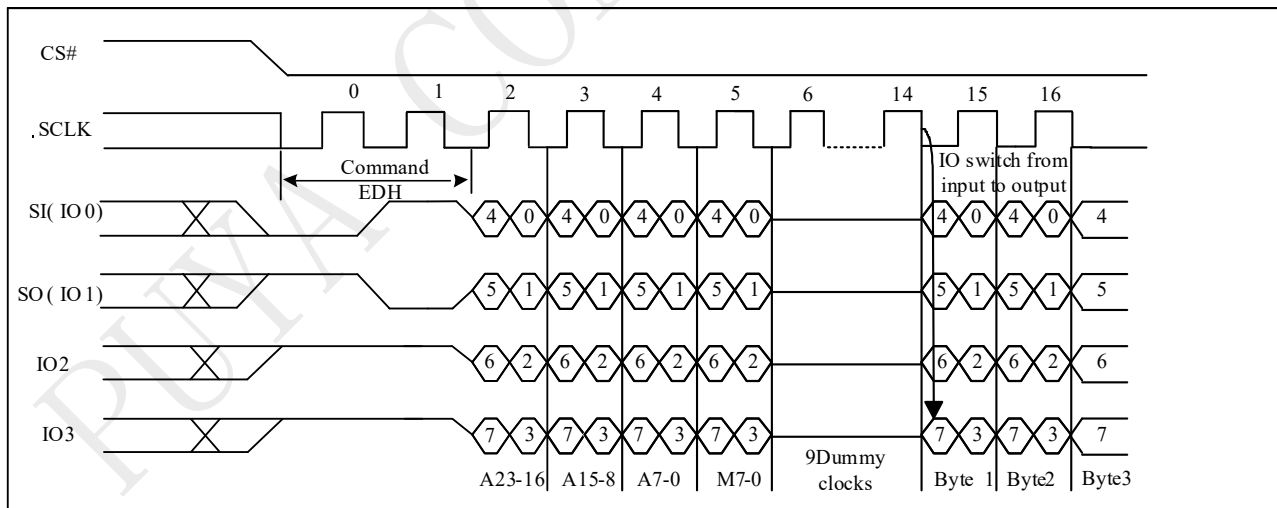 PUYA CON
CS#
0 1 2 3 4 5 6 14 15 16
.SCLK
Command
EDH
IO switch from
input to output
SI( IO 0)
4 0 4 0 4 0 4 0 4 0 4 0 4
SO ( IO 1)
5 1 5 1 5 1 5 1 5 1 5 1 5
IO2
6 2 6 2 6 2 6 2 6 2 6 2 6
IO3
7 3 7 3 7 3 7 3 7 3 7 3 7
A23-16 A15-8 A7-0 M7-0 9Dummy
clocks
Byte 1 Byte2 Byte3